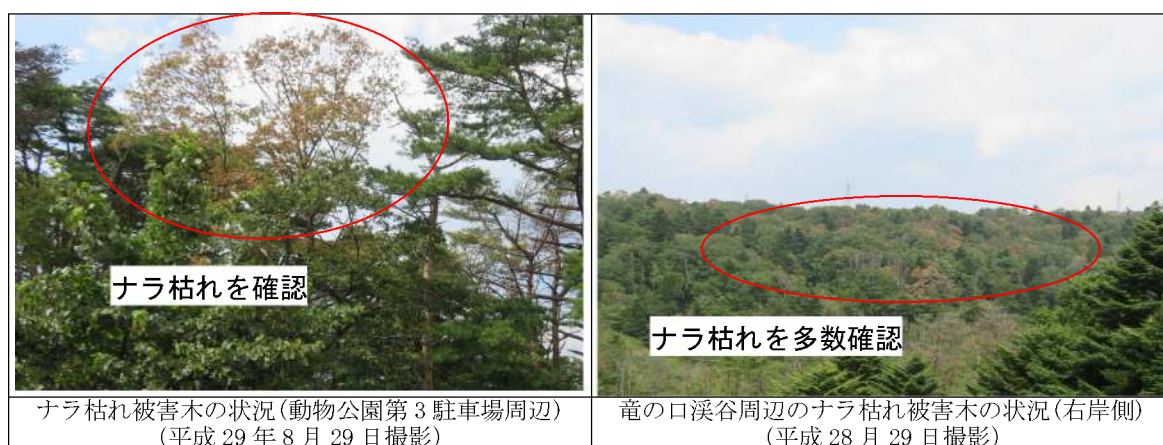 ナラ枯れを確認
ナラ枯れを多数確認
ナラ枯れ被害木の状況(動物公園第3駐車場周辺)
(平成29年8月29日撮影)
竜の口渓谷周辺のナラ枯れ被害木の状況(右岸側)
(平成28月29日撮影)